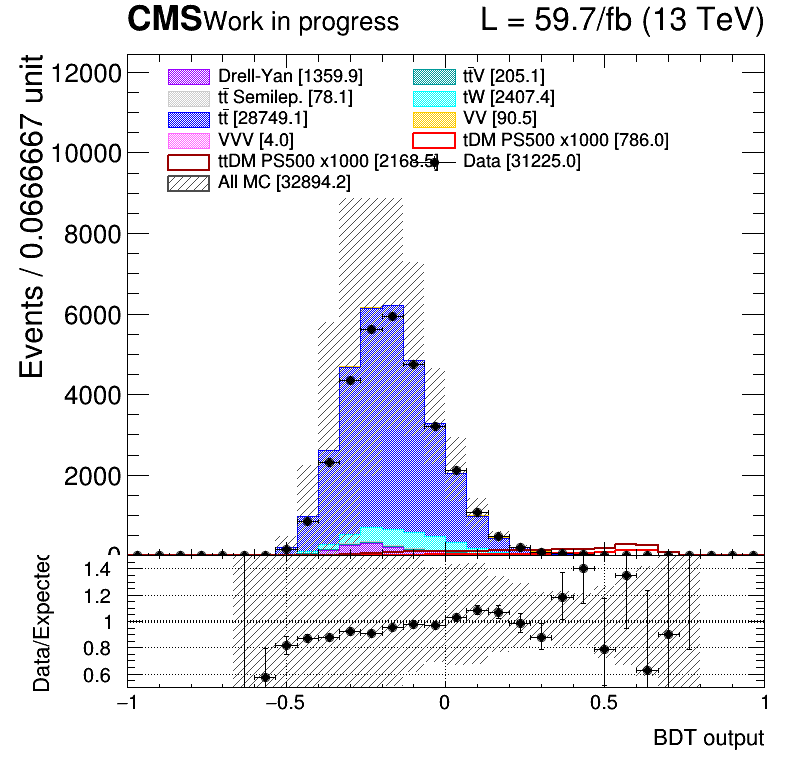 CMS Work in progress L = 59.7/fb (13 TeV)
Events / 0.0666667 unit
12000
10000
8000
6000
4000
2000
0
Drell-Yan [1359.9] tt̄V [205.1]
tt̄ Semilep. [78.1] tW [2407.4]
tt̄ [28749.1] VV [90.5]
VVV [4.0] tDM PS500 x1000 [786.0]
ttDM PS500 x1000 [2168.5] Data [31225.0]
All MC [32894.2]
Data/Expected
1.4
1.2
1
0.8
0.6
−1 −0.5 0 0.5 1
BDT output